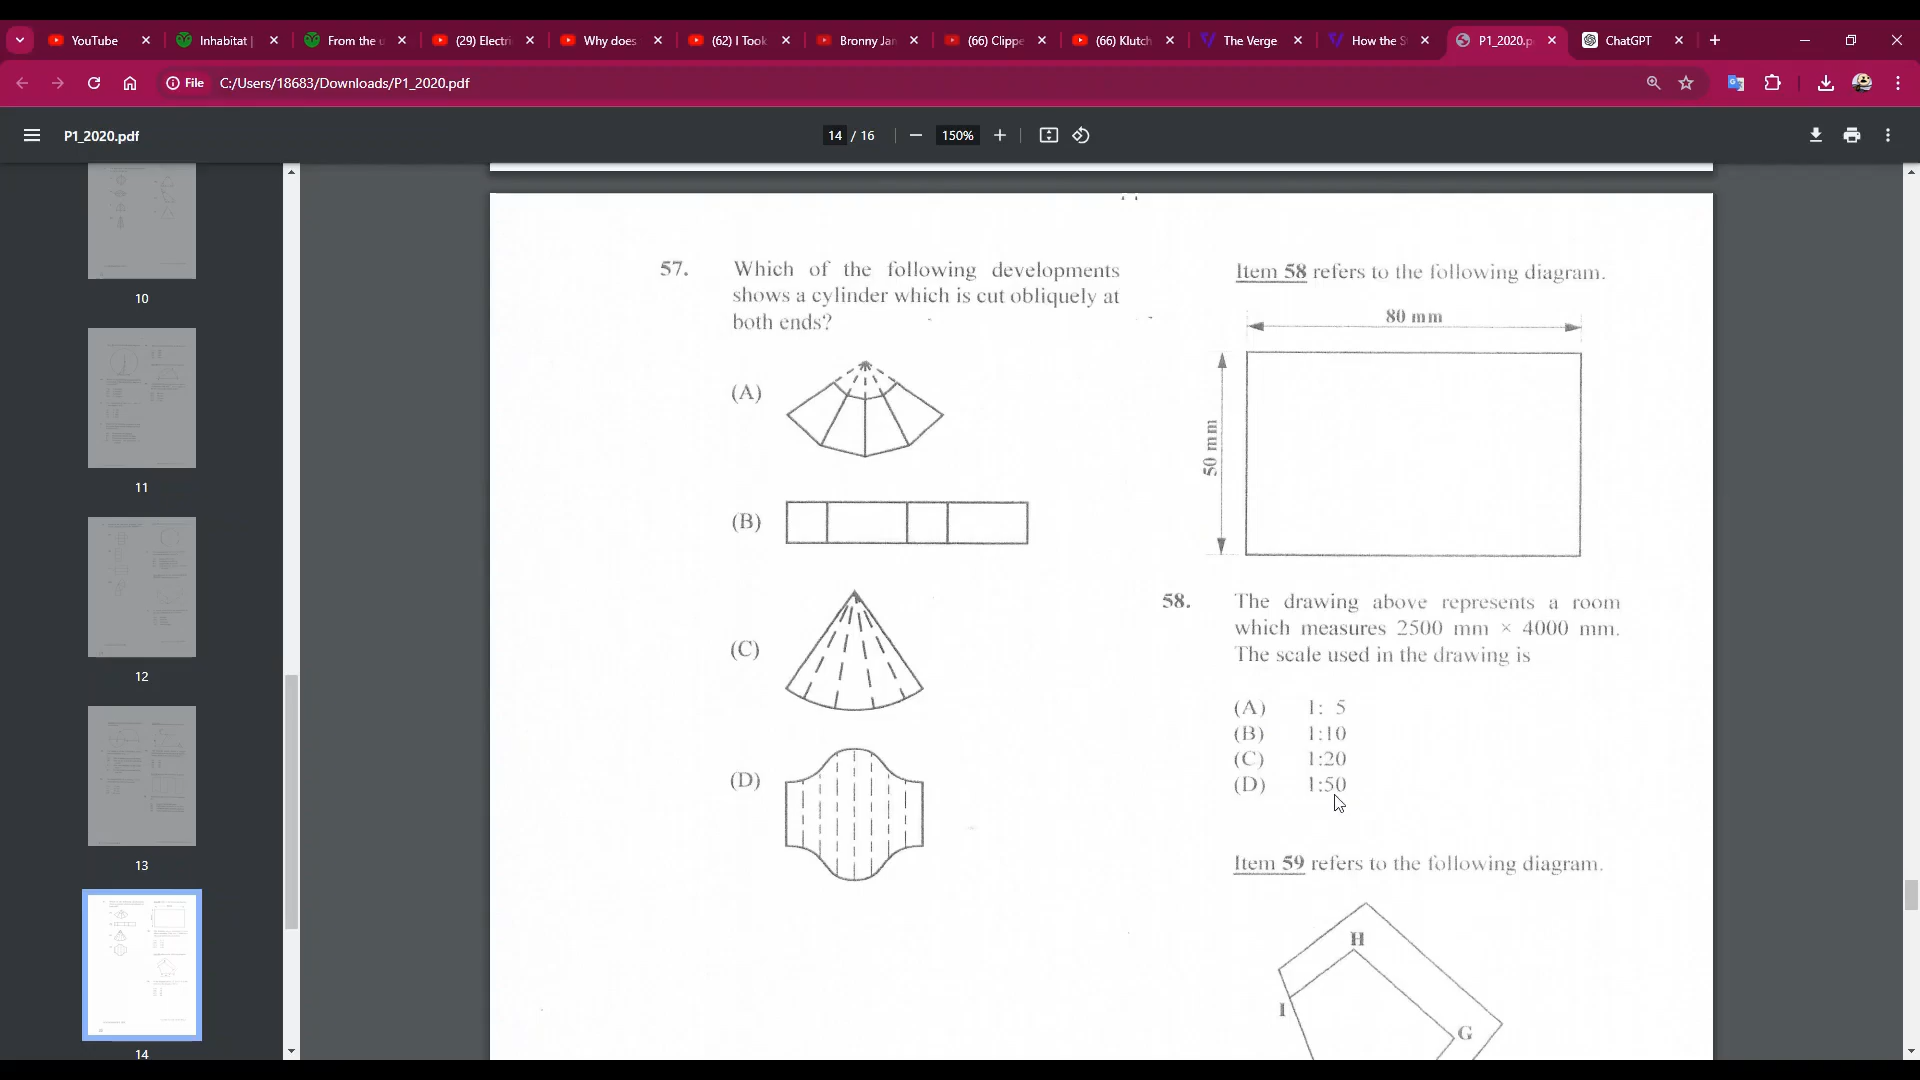 YouTube
Inhabitat |
From the u
(29) Electri
Why does
(62) I Took
Bronny Jar
(66) Clippe
(66) Klutch
The Verge
How the S
P1_2020.p
ChatGPT
File
C:/Users/18683/Downloads/P1_2020.pdf
P1_2020.pdf
14 / 16
150%
10
11
12
13
14
57. Which of the following developments
shows a cylinder which is cut obliquely at
both ends?
(A)
(B)
(C)
(D)
Item 58 refers to the following diagram.
80 mm
50 mm
58. The drawing above represents a room
which measures 2500 mm × 4000 mm.
The scale used in the drawing is
(A) 1: 5
(B) 1:10
(C) 1:20
(D) 1:50
Item 59 refers to the following diagram.
H
I
G